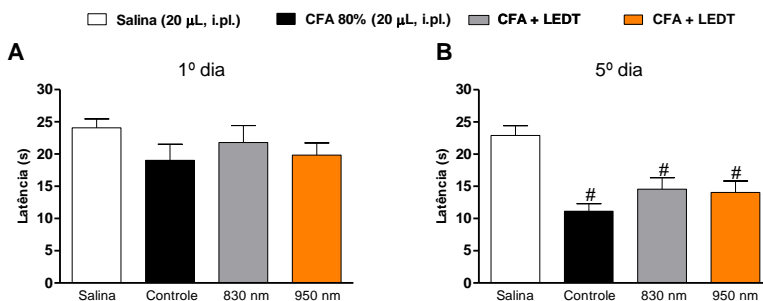 Salina (20 µL, i.pl.) CFA 80% (20 µL, i.pl.) CFA + LEDT CFA + LEDT
A
1º dia
Latência (s)
30
25
20
15
10
5
0
Salina Controle 830 nm 950 nm
B
5º dia
Latência (s)
30
25
20
15
10
5
0
# # #
Salina Controle 830 nm 950 nm